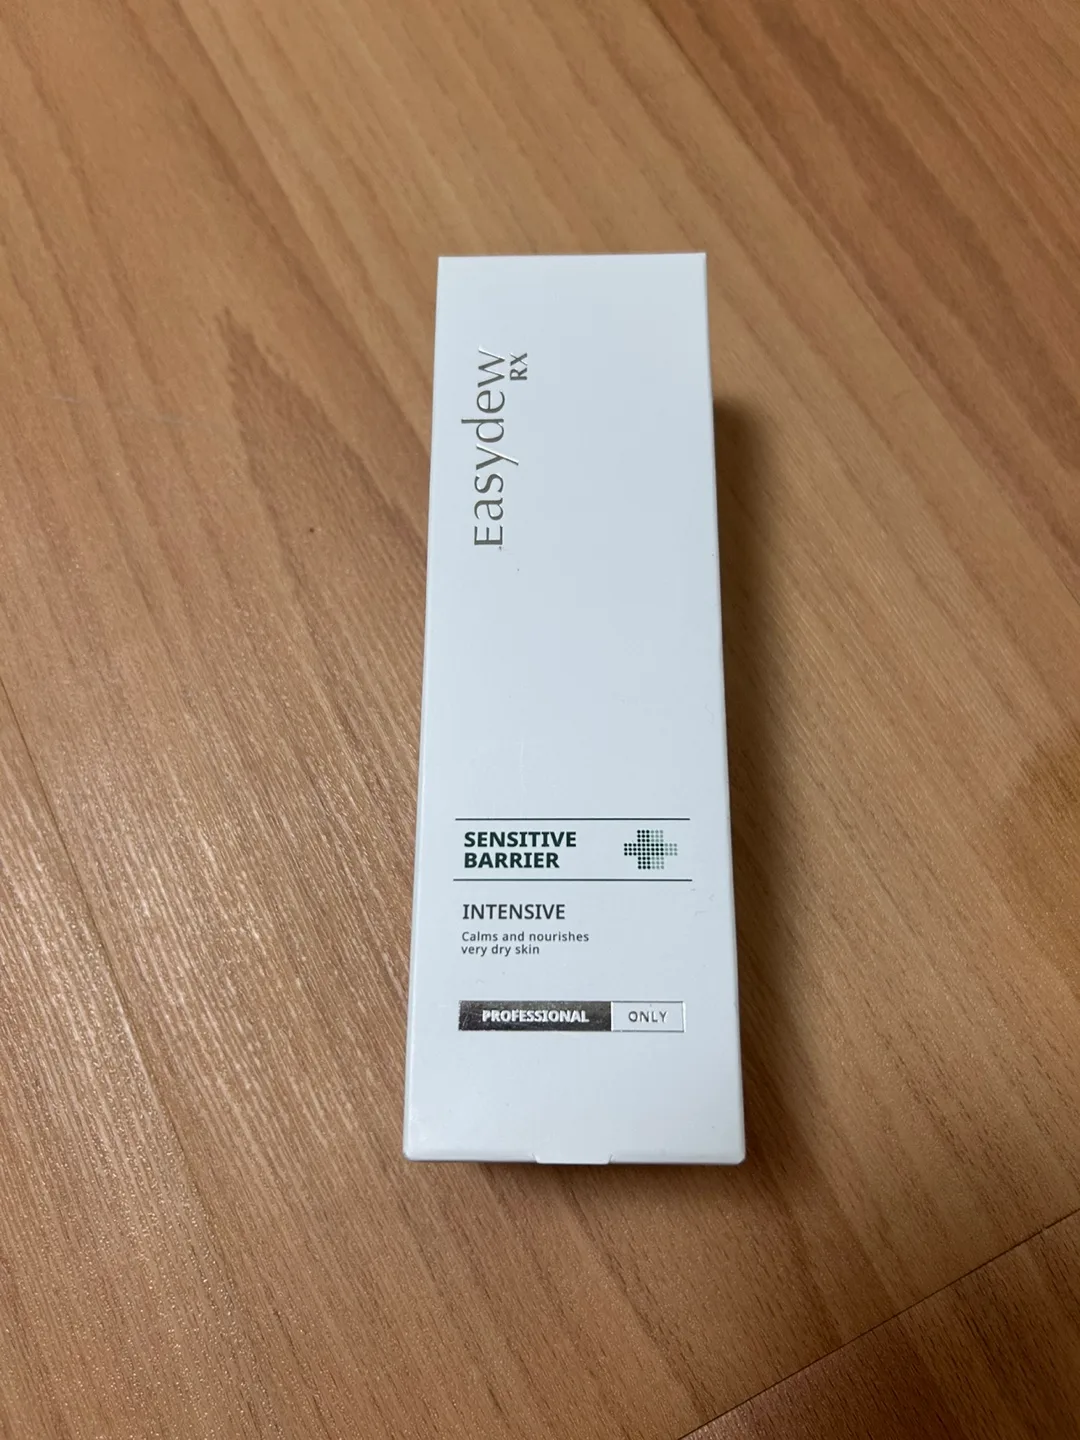 Easydew
RX
SENSITIVE
BARRIER
INTENSIVE
Calms and nourishes
very dry skin
PROFESSIONAL ONLY